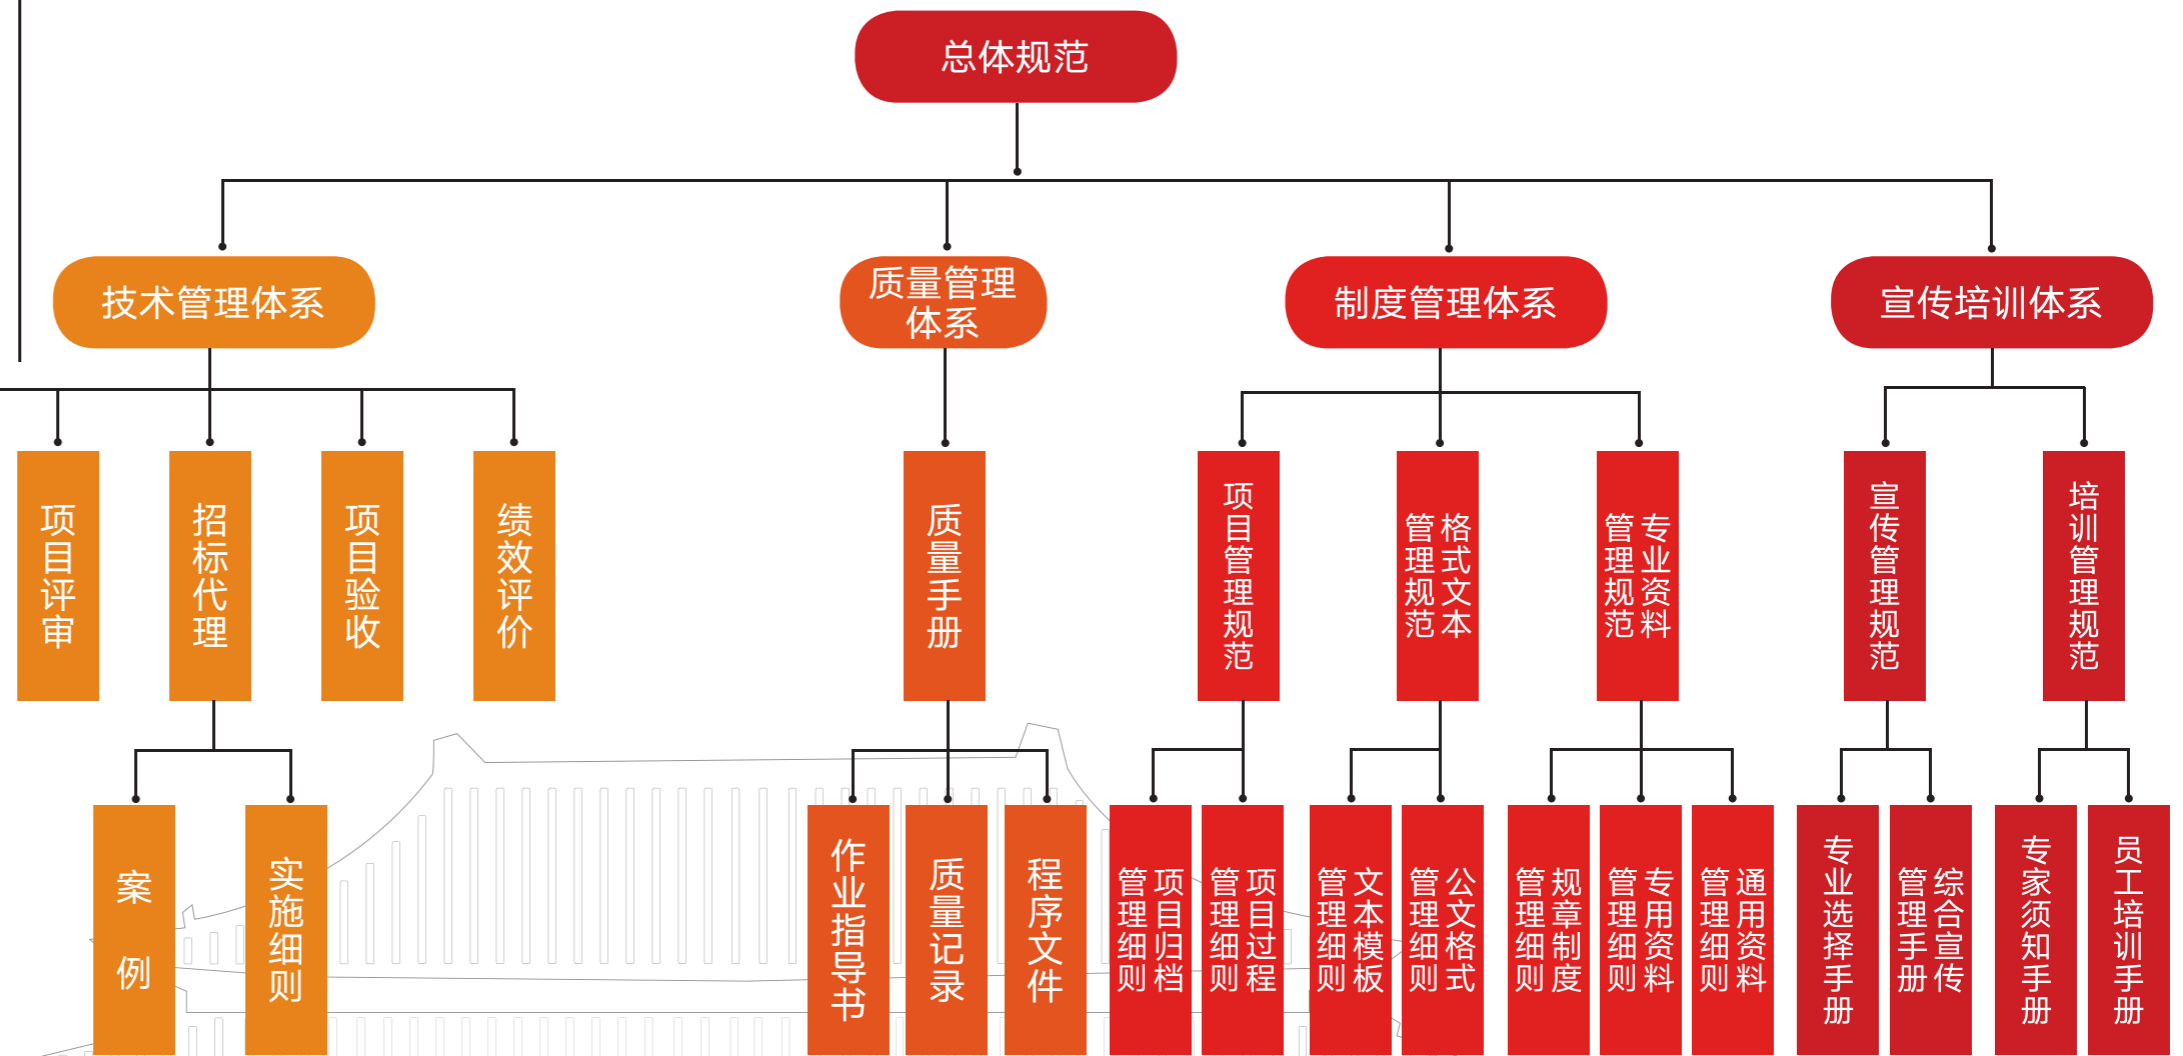 总体规范
技术管理体系
质量管理
体系
制度管理体系
宣传培训体系
项目评审
招标代理
项目验收
绩效评价
质量手册
项目管理规范
格式文本
管理规范
专业资料
管理规范
宣传管理规范
培训管理规范
案例
实施细则
作业指导书
质量记录
程序文件
项目归档
管理细则
项目过程
管理细则
文本模板
管理细则
公文格式
管理细则
规章制度
管理细则
专用资料
管理细则
通用资料
管理细则
专业选择手册
综合宣传
管理手册
专家须知手册
员工培训手册